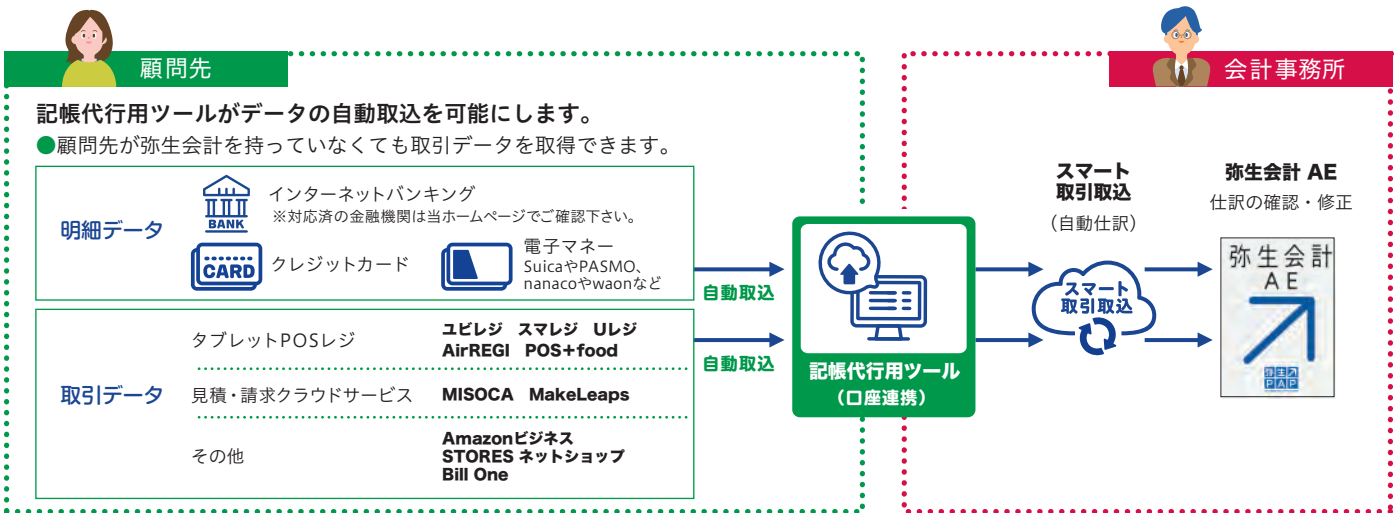 顧問先
記帳代行用ツールがデータの自動取込を可能にします。
●顧問先が弥生会計を持っていなくても取引データを取得できます。
明細データ
BANK
インターネットバンキング
※対応済の金融機関は当ホームページでご確認下さい。
CARD
クレジットカード
電子マネー
SuicaやPASMO、
nanacoやwaonなど
取引データ
タブレットPOSレジ
ユビレジ スマレジ Uレジ
AirREGI POS+food
見積・請求クラウドサービス
MISOCA MakeLeaps
その他
Amazonビジネス
STORES ネットショップ
Bill One
自動取込
自動取込
記帳代行用ツール
（口座連携）
会計事務所
スマート
取引取込
（自動仕訳）
スマート
取引取込
弥生会計 AE
仕訳の確認・修正
弥生会計
AE
弥生
PAP